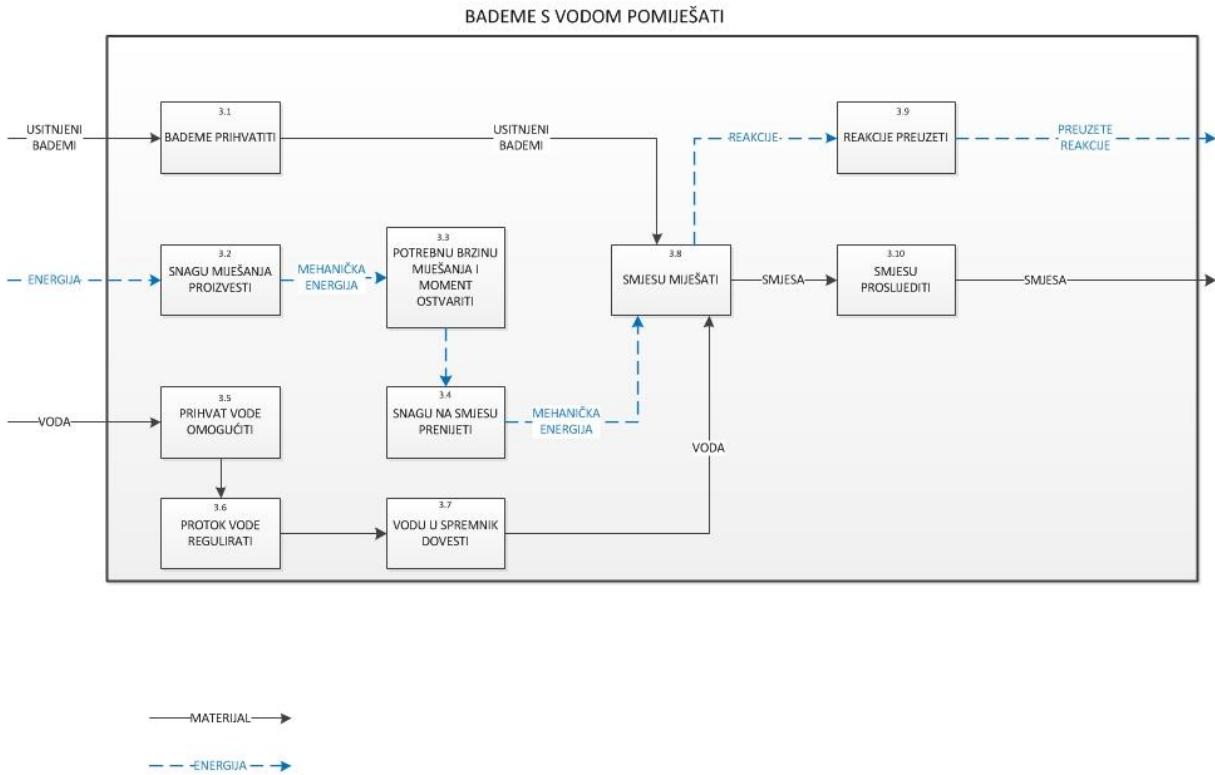 BADEME S VODOM POMIJEŠATI
USITNJENI
BADEMI
3.1
BADEME PRIHVATITI
USITNJENI
BADEMI
REAKCIJE
3.9
REAKCIJE PREUZETI
PREUZETE
REAKCIJE
ENERGIJA
3.2
SNAGU MIJEŠANJA
PROIZVESTI
MEHANIČKA
ENERGIJA
3.3
POTREBNU BRZINU
MIJEŠANJA I
MOMENT
OSTVARITI
3.8
SMJESU MIJEŠATI
SMJESA
3.10
SMJESU
PROSLIJEDITI
SMJESA
VODA
3.5
PRIHVAT VODE
OMOGUĆITI
3.4
SNAGU NA SMJESU
PRENIJETI
MEHANIČKA
ENERGIJA
VODA
3.6
PROTOK VODE
REGULIRATI
3.7
VODU U SPREMNIK
DOVESTI
MATERIJAL
ENERGIJA